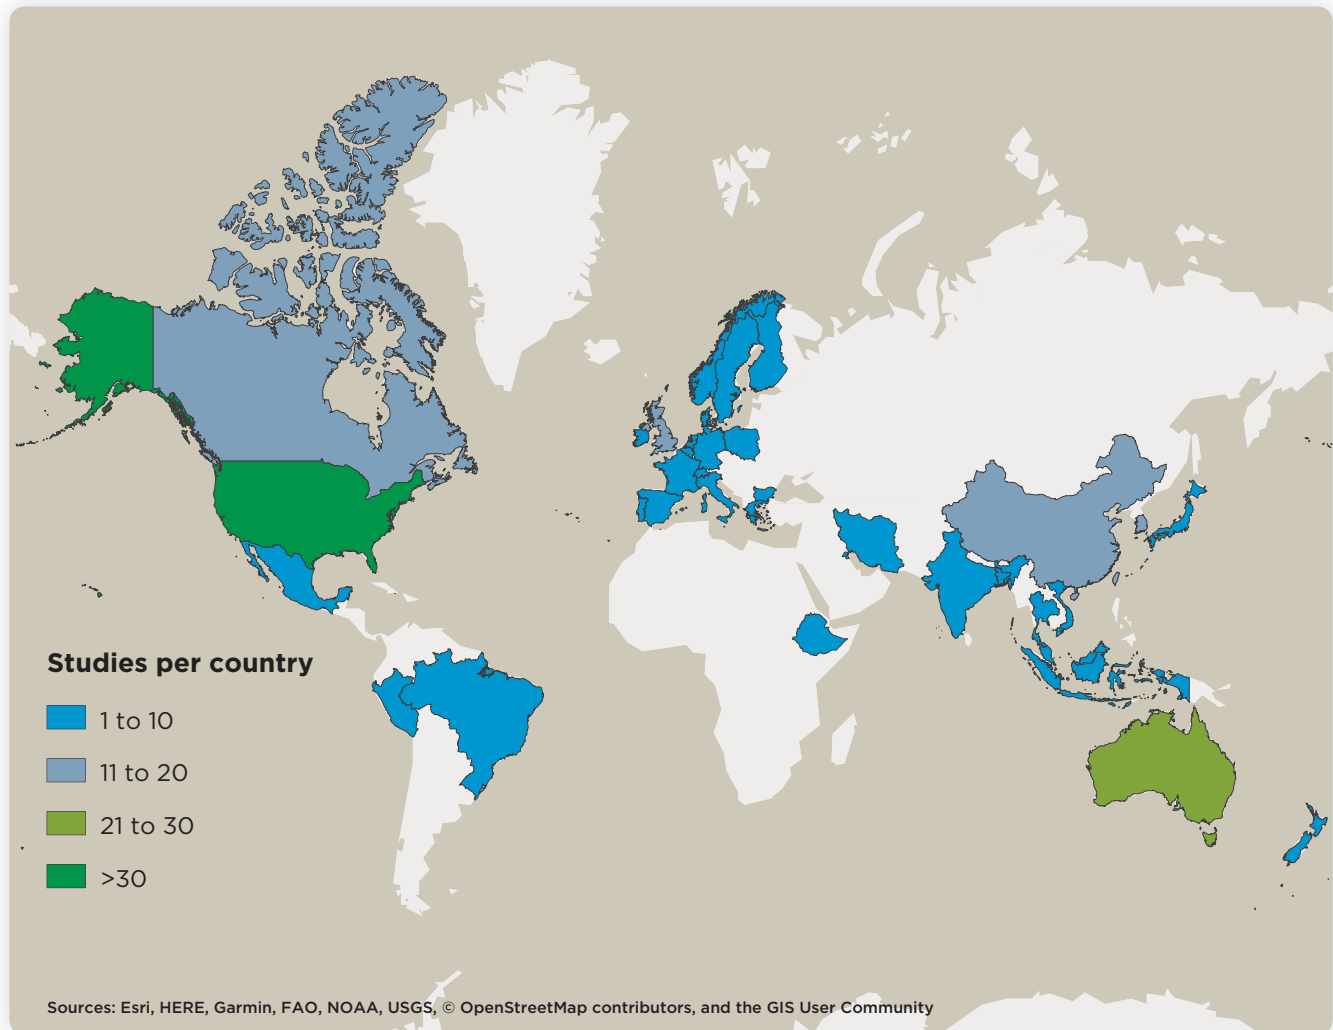 Studies per country
1 to 10
11 to 20
21 to 30
>30
Sources: Esri, HERE, Garmin, FAO, NOAA, USGS, © OpenStreetMap contributors, and the GIS User Community